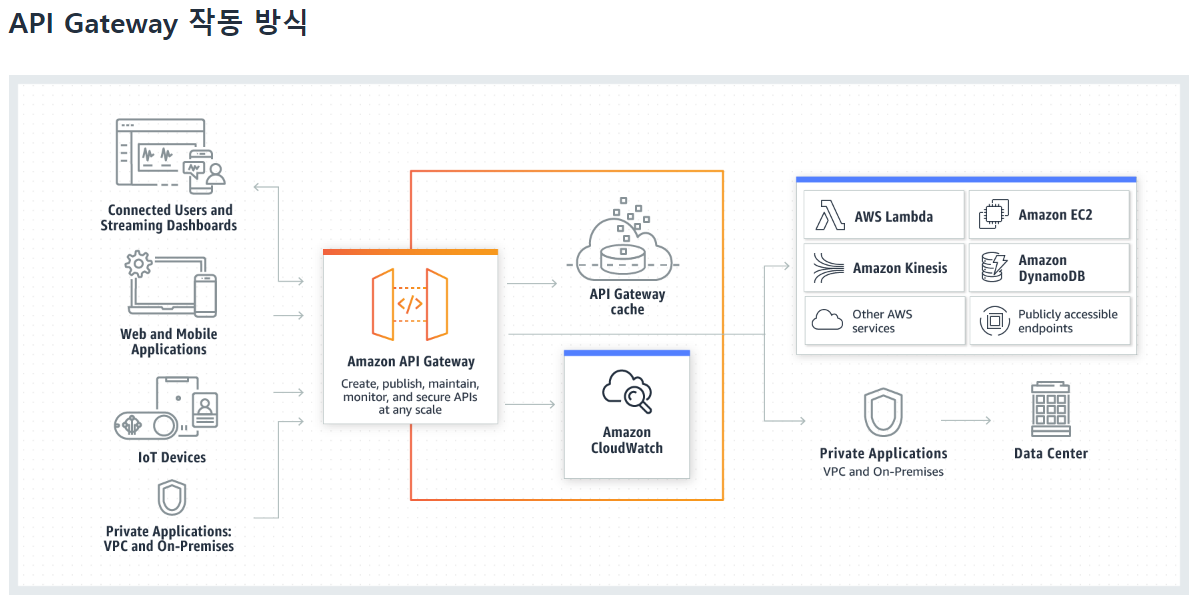 API Gateway 작동 방식
Connected Users and
Streaming Dashboards
Web and Mobile
Applications
IoT Devices
Private Applications:
VPC and On-Premises
</>
Amazon API Gateway
Create, publish, maintain,
monitor, and secure APIs
at any scale
API Gateway
cache
Amazon
CloudWatch
AWS Lambda
Amazon EC2
Amazon Kinesis
Amazon
DynamoDB
Other AWS
services
Publicly accessible
endpoints
Private Applications
VPC and On-Premises
Data Center